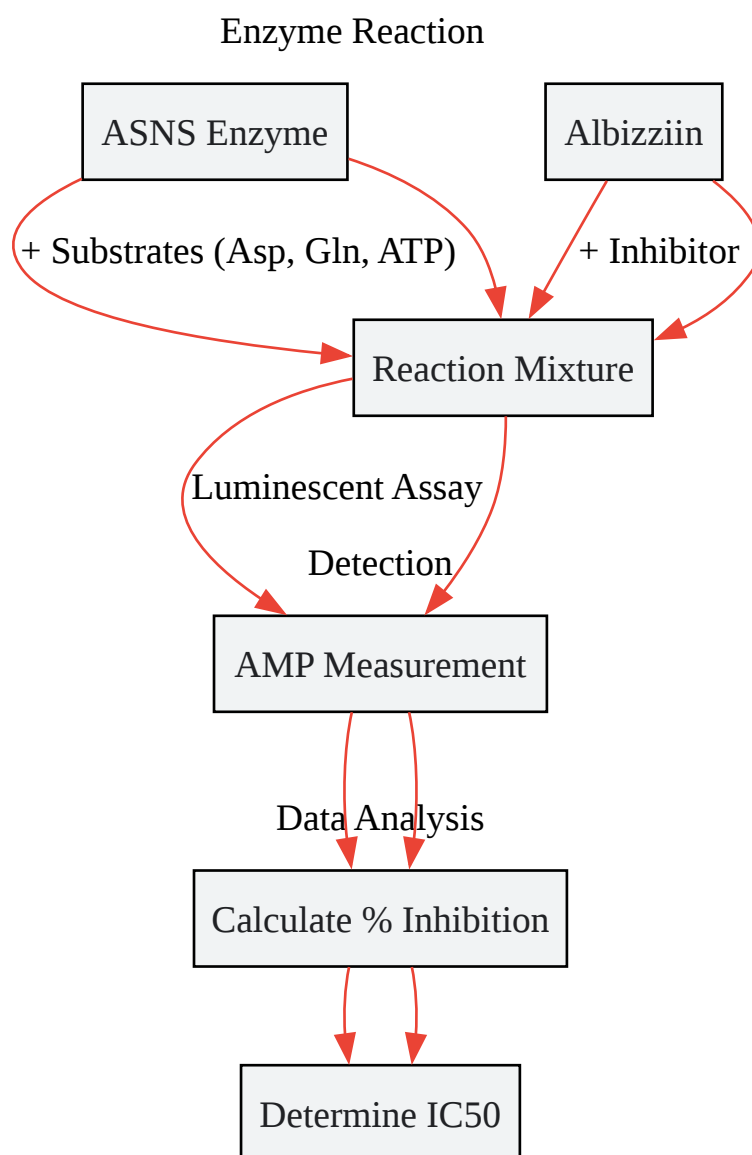 Enzyme Reaction
ASNS Enzyme
Albizziin
+ Substrates (Asp, Gln, ATP)
+ Inhibitor
Reaction Mixture
Luminescent Assay
Detection
AMP Measurement
Data Analysis
Calculate % Inhibition
Determine IC50